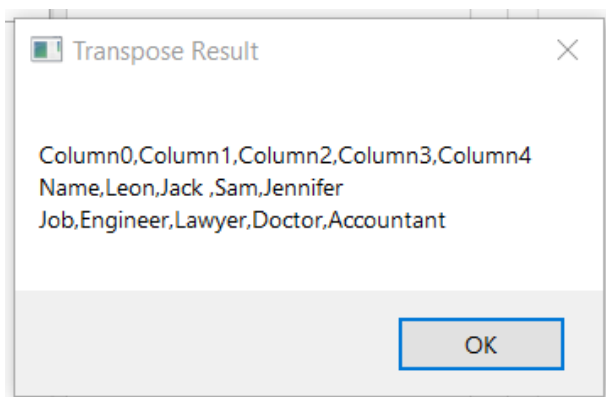 Transpose Result
Column0,Column1,Column2,Column3,Column4
Name,Leon,Jack ,Sam,Jennifer
Job,Engineer,Lawyer,Doctor,Accountant
OK